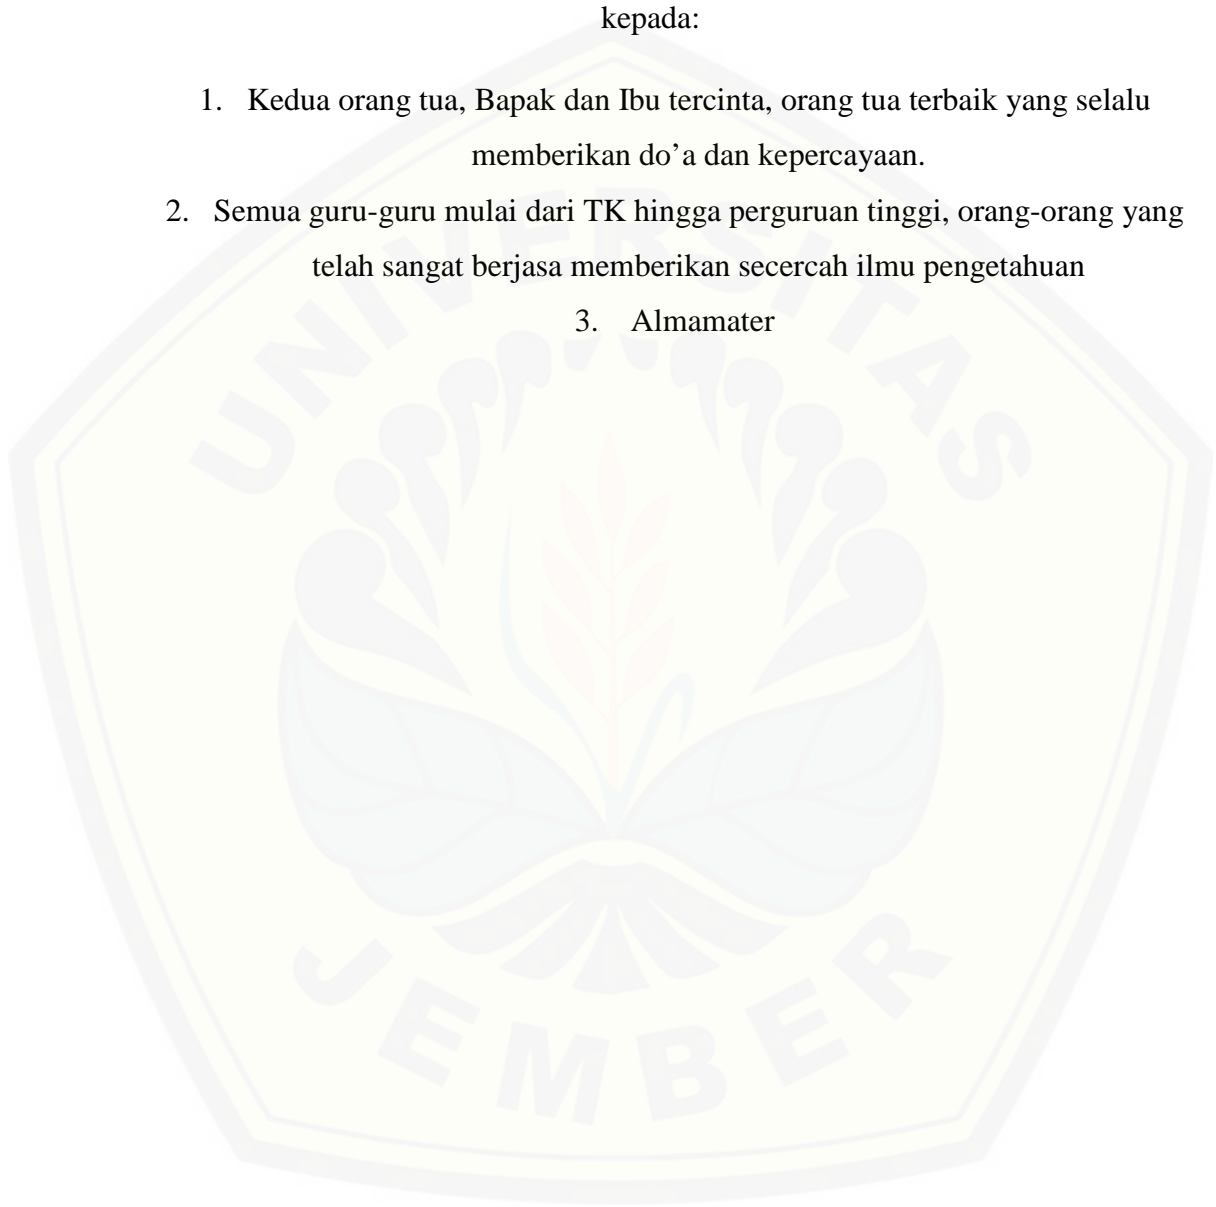 kepada:
1. Kedua orang tua, Bapak dan Ibu tercinta, orang tua terbaik yang selalu
memberikan do’a dan kepercayaan.
2. Semua guru-guru mulai dari TK hingga perguruan tinggi, orang-orang yang
telah sangat berjasa memberikan secercah ilmu pengetahuan
3. Almamater
UNIVERSITAS
JEMBER